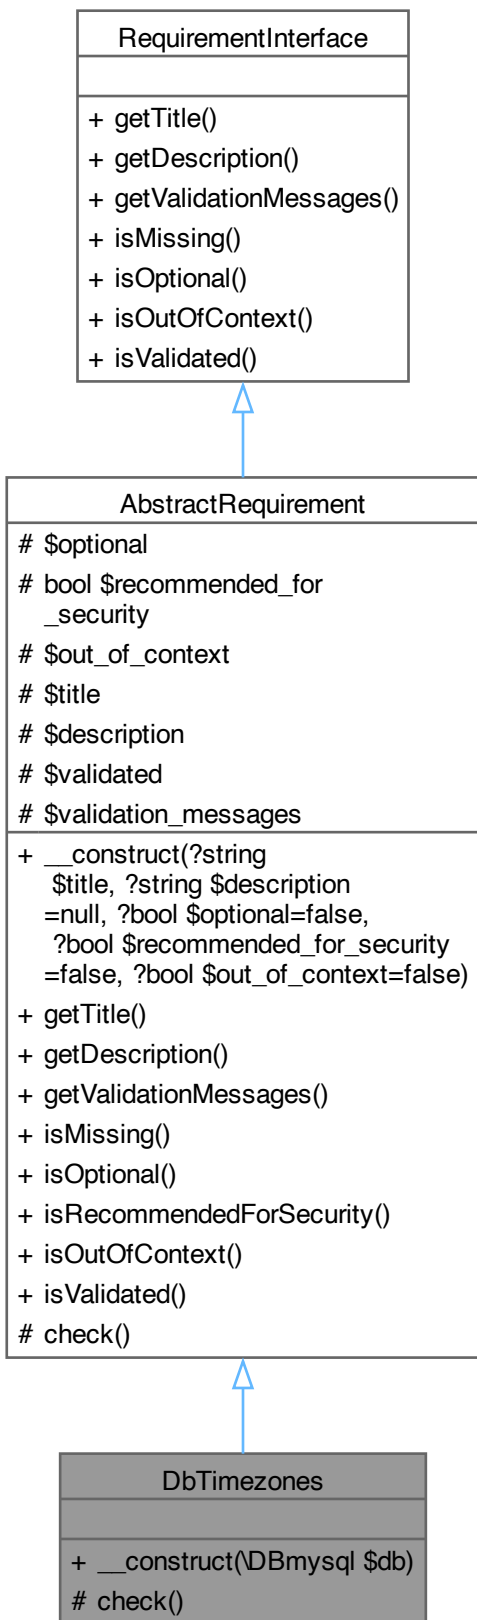 RequirementInterface
+ getTitle()
+ getDescription()
+ getValidationMessages()
+ isMissing()
+ isOptional()
+ isOutOfContext()
+ isValidated()
AbstractRequirement
# $optional
# bool $recommended_for
_security
# $out_of_context
# $title
# $description
# $validated
# $validation_messages
+ __construct(?string
$title, ?string $description
=null, ?bool $optional=false,
?bool $recommended_for_security
=false, ?bool $out_of_context=false)
+ getTitle()
+ getDescription()
+ getValidationMessages()
+ isMissing()
+ isOptional()
+ isRecommendedForSecurity()
+ isOutOfContext()
+ isValidated()
# check()
DbTimezones
+ __construct(\DBmysql $db)
# check()